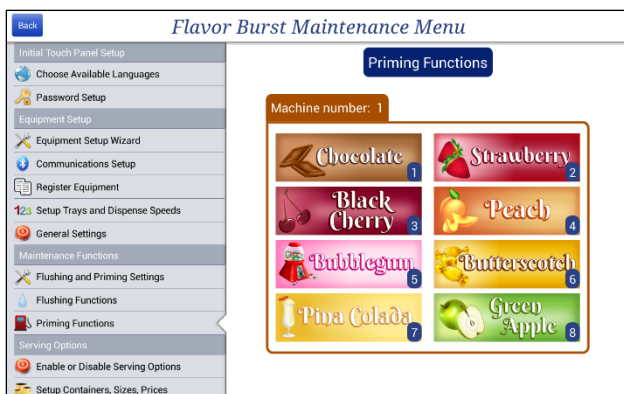 Back
Flavor Burst Maintenance Menu
Initial Touch Panel Setup
Choose Available Languages
Password Setup
Equipment Setup
Equipment Setup Wizard
Communications Setup
Register Equipment
123 Setup Trays and Dispense Speeds
General Settings
Maintenance Functions
Flushing and Priming Settings
Flushing Functions
Priming Functions
Serving Options
Enable or Disable Serving Options
Setup Containers, Sizes, Prices
Priming Functions
Machine number: 1
Chocolate 1
Strawberry 2
Black
Cherry 3
Peach 4
Bubblegum 5
Butterscotch 6
Pina Colada 7
Green
Apple 8